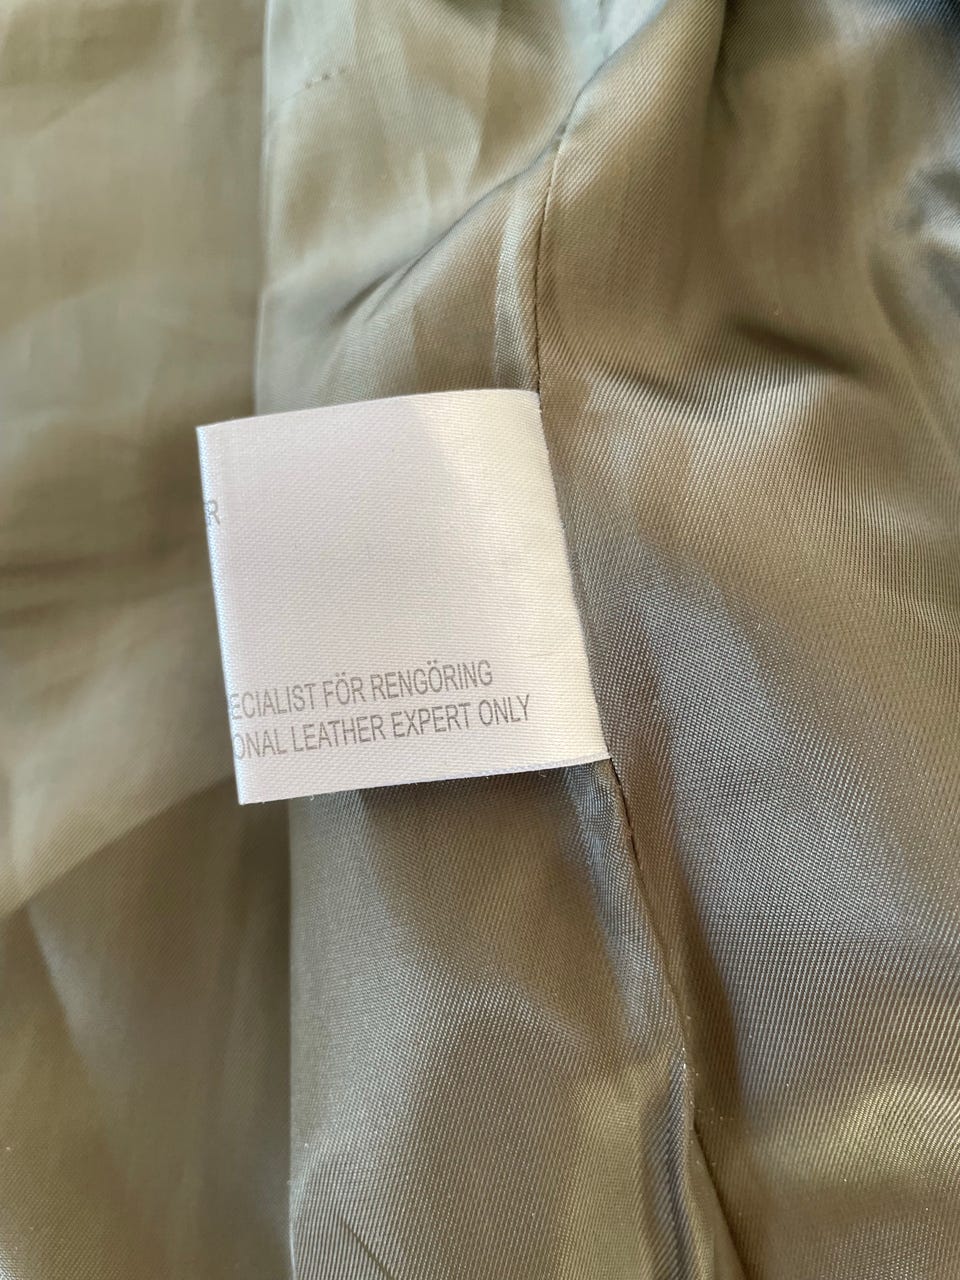 R
ECIALIST FÖR RENGÖRING
ONAL LEATHER EXPERT ONLY